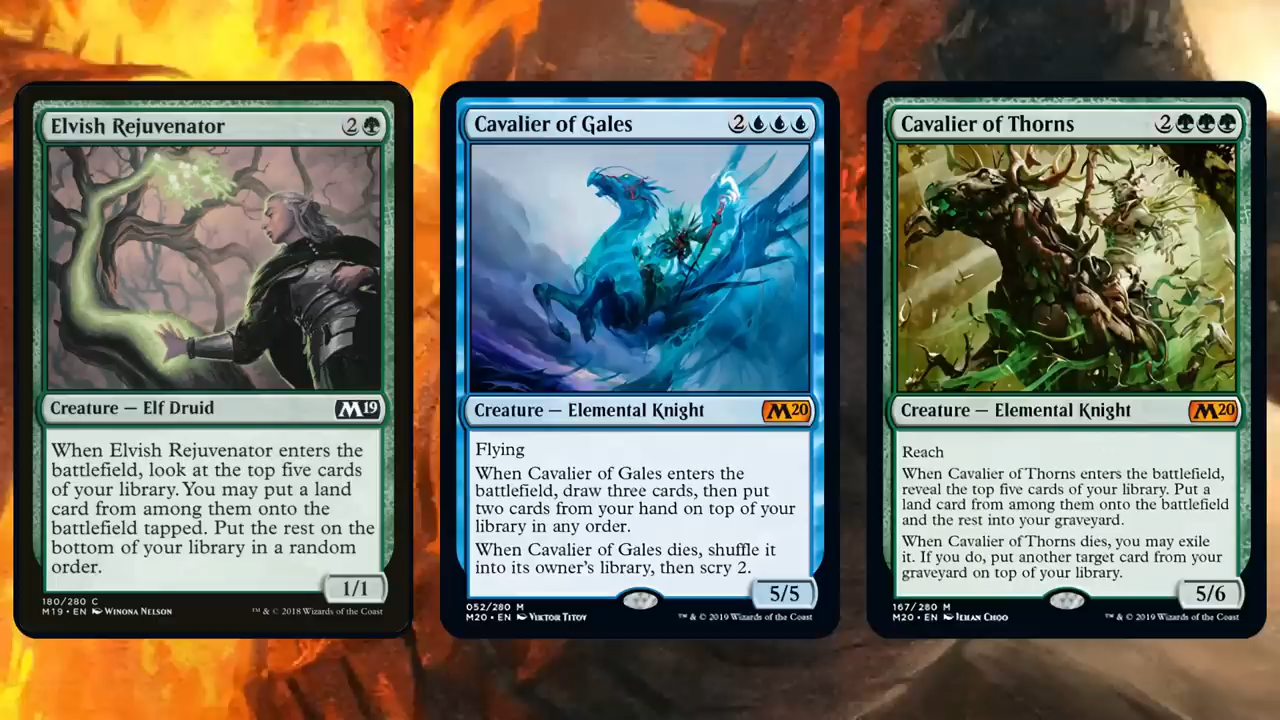 Elvish Rejuvenator 2
Creature — Elf Druid M19
When Elvish Rejuvenator enters the
battlefield, look at the top five cards
of your library. You may put a land
card from among them onto the
battlefield tapped. Put the rest on the
bottom of your library in a random
order.
1/1
180/280 C
M19 • EN Winona Nelson ™ & © 2018 Wizards of the Coast
Cavalier of Gales 2
Creature — Elemental Knight M20
Flying
When Cavalier of Gales enters the
battlefield, draw three cards, then put
two cards from your hand on top of your
library in any order.
When Cavalier of Gales dies, shuffle it
into its owner's library, then scry 2.
5/5
052/280 M
M20 • EN Viktor Titov ™ & © 2019 Wizards of the Coast
Cavalier of Thorns 2
Creature — Elemental Knight M20
Reach
When Cavalier of Thorns enters the battlefield,
reveal the top five cards of your library. Put a
land card from among them onto the battlefield
and the rest into your graveyard.
When Cavalier of Thorns dies, you may exile
it. If you do, put another target card from your
graveyard on top of your library.
5/6
167/280 M
M20 • EN Jehan Choo ™ & © 2019 Wizards of the Coast